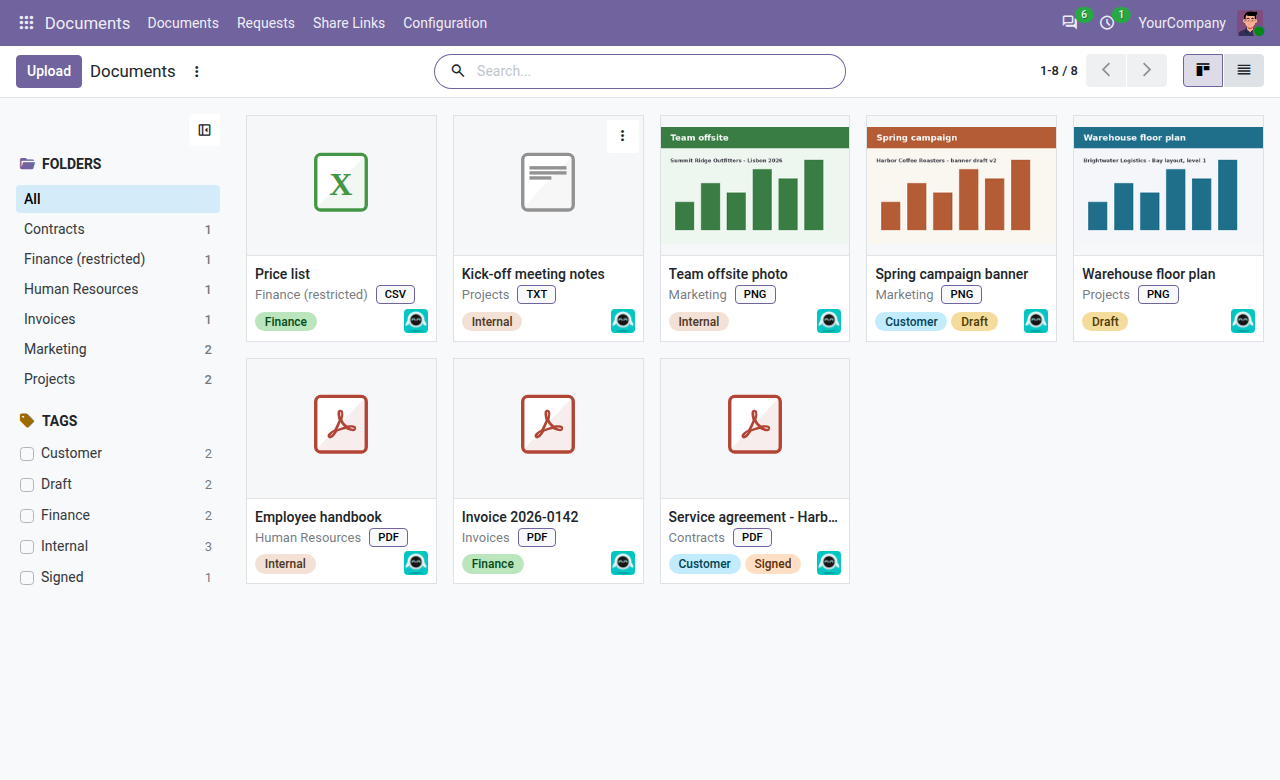 Documents Documents Requests Share Links Configuration 6 1 YourCompany
Upload Documents Search... 1-8 / 8
FOLDERS
All
Contracts 1
Finance (restricted) 1
Human Resources 1
Invoices 1
Marketing 2
Projects 2
TAGS
Customer 2
Draft 2
Finance 2
Internal 3
Signed 1
X
Price list
Finance (restricted) CSV
Finance
Kick-off meeting notes
Projects TXT
Internal
Team offsite
Summit Ridge Outfitters - Lisbon 2026
Team offsite photo
Marketing PNG
Internal
Spring campaign
Harbor Coffee Roasters - banner draft v2
Spring campaign banner
Marketing PNG
Customer Draft
Warehouse floor plan
Brightwater Logistics - Bay layout, level 1
Warehouse floor plan
Projects PNG
Draft
Employee handbook
Human Resources PDF
Internal
Invoice 2026-0142
Invoices PDF
Finance
Service agreement - Harb...
Contracts PDF
Customer Signed